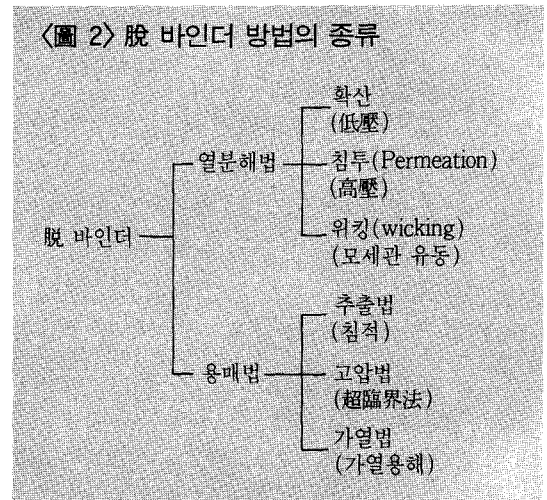 〈圖 2〉 脫 바인더 방법의 종류
확산
(低壓)
열분해법
침투(Permeation)
(高壓)
위킹(wicking)
(모세관 유동)
脫 바인더
추출법
(침적)
용매법
고압법
(超臨界法)
가열법
(가열용해)